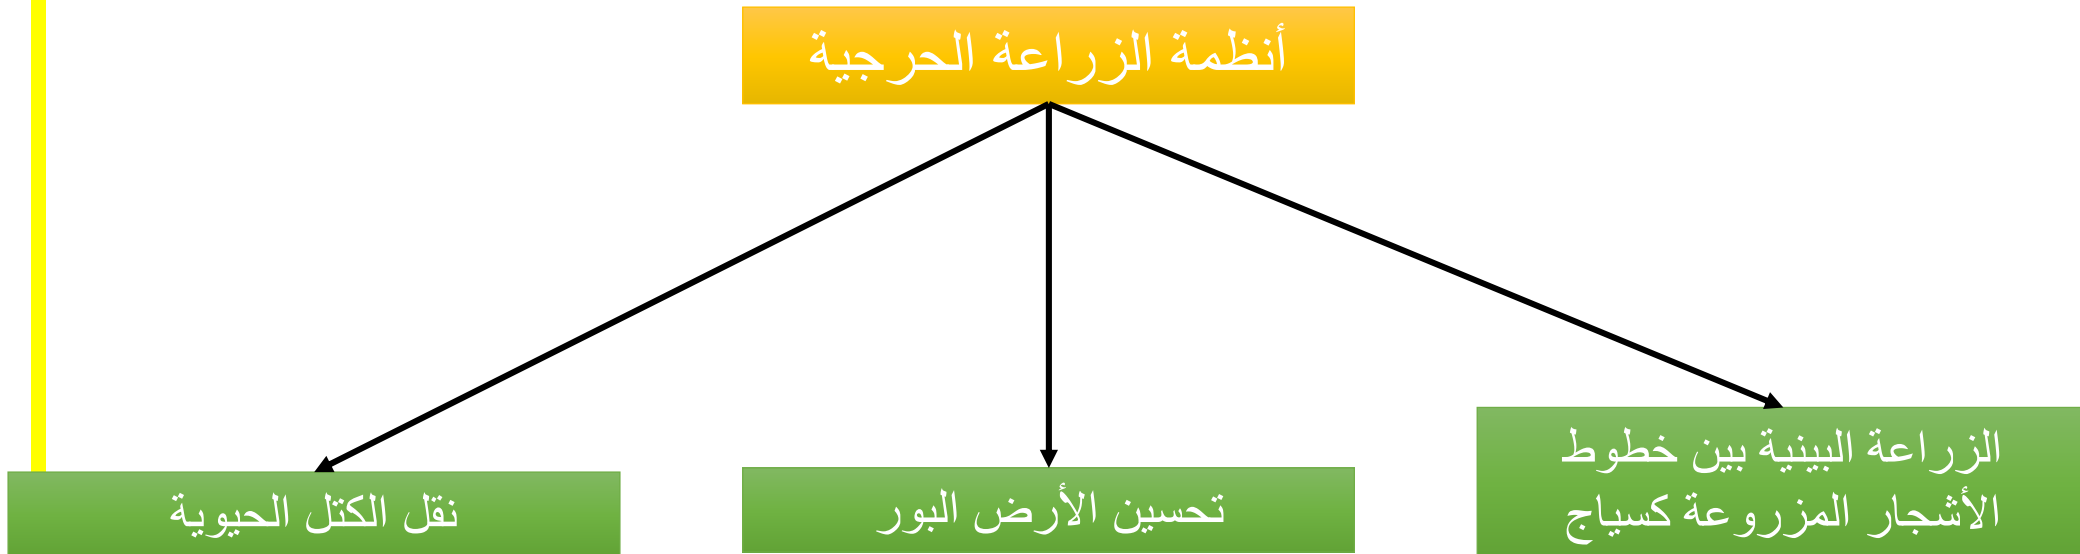 أنظمة الزراعة الحرجية
الزراعة البينية بين خطوط
الأشجار المزروعة كسياج
تحسين الأرض البور
نقل الكتل الحيوية